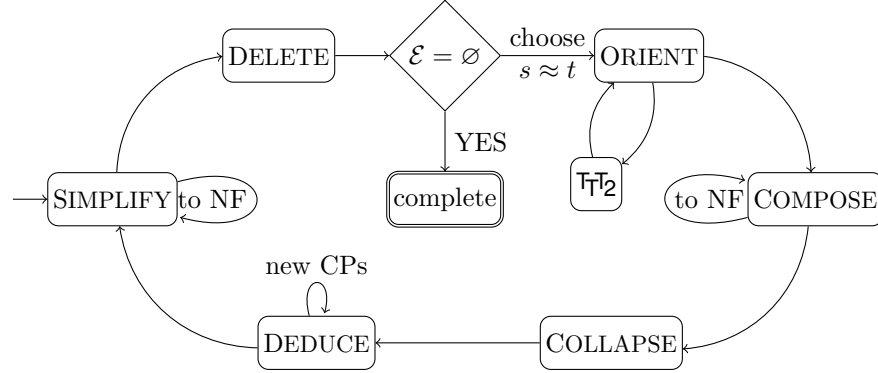 DELETE
ℰ = ∅
choose
s ≈ t
ORIENT
YES
SIMPLIFY
to NF
complete
TTT2
to NF
COMPOSE
new CPs
DEDUCE
COLLAPSE